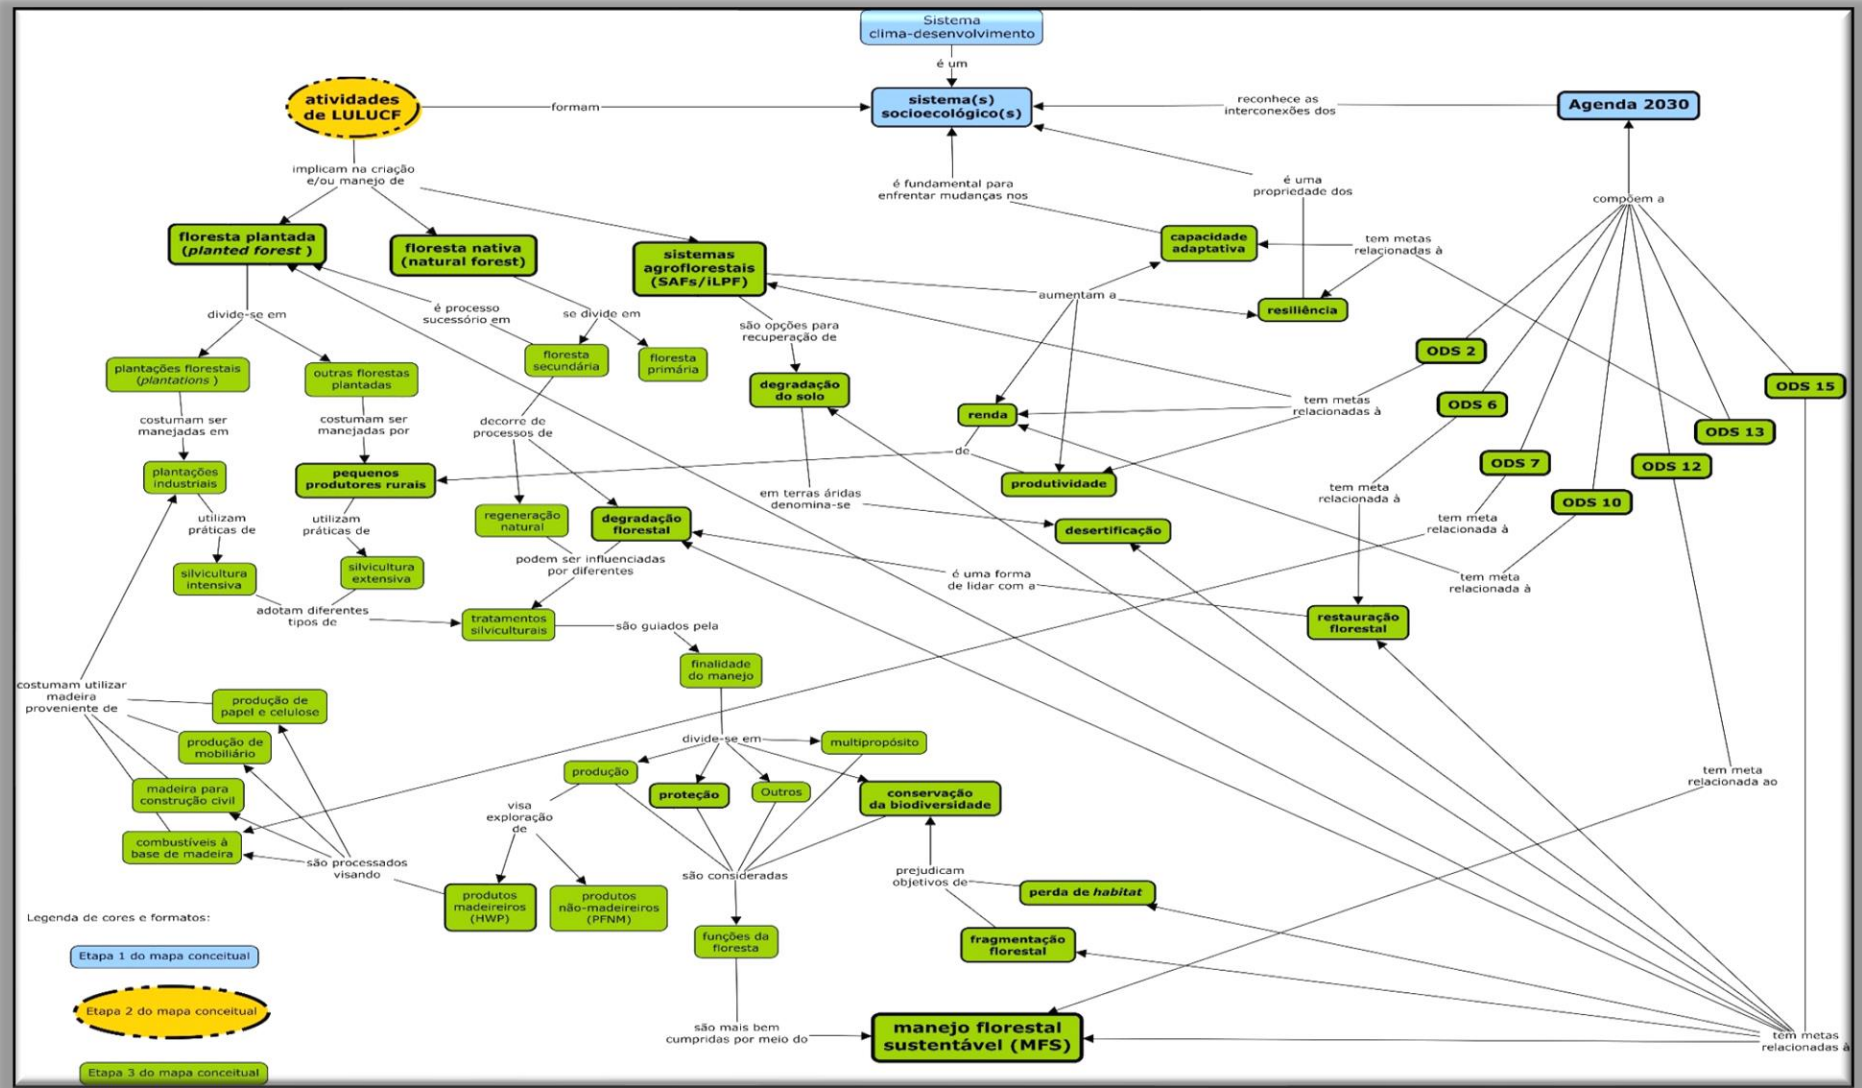 Sistema
clima-desenvolvimento
é um
atividades
de LULUCF
formam
sistema(s)
socioecológico(s)
reconhece as
interconexões dos
Agenda 2030
implicam na criação
e/ou manejo de
é fundamental para
enfrentar mudanças nos
é uma
propriedade dos
compõem a
floresta plantada
(planted forest )
floresta nativa
(natural forest)
sistemas
agroflorestais
(SAFs/iLPF)
capacidade
adaptativa
tem metas
relacionadas à
aumentam a
resiliência
divide-se em
é processo
sucessório em
se divide em
são opções para
recuperação de
plantações florestais
(plantations )
outras florestas
plantadas
floresta
secundária
floresta
primária
degradação
do solo
ODS 2
ODS 15
ODS 6
ODS 13
renda
tem metas
relacionadas à
costumam ser
manejadas em
costumam ser
manejadas por
decorre de
processos de
de
ODS 7
ODS 12
ODS 10
plantações
industriais
pequenos
produtores rurais
produtividade
em terras áridas
denomina-se
tem meta
relacionada à
utilizam
práticas de
utilizam
práticas de
regeneração
natural
degradação
florestal
desertificação
tem meta
relacionada à
silvicultura
intensiva
silvicultura
extensiva
podem ser influenciadas
por diferentes
é uma forma
de lidar com a
tem meta
relacionada à
adotam diferentes
tipos de
tratamentos
silviculturais
são guiados pela
restauração
florestal
finalidade
do manejo
costumam utilizar
madeira
proveniente de
produção de
papel e celulose
produção de
mobiliário
madeira para
construção civil
combustíveis à
base de madeira
divide-se em
multipropósito
produção
proteção
Outros
conservação
da biodiversidade
tem meta
relacionada ao
visa
exploração
de
são processados
visando
são consideradas
prejudicam
objetivos de
perda de habitat
produtos
madeireiros
(HWP)
produtos
não-madeireiros
(PFNM)
funções da
floresta
fragmentação
florestal
são mais bem
cumpridas por meio do
manejo florestal
sustentável (MFS)
tem metas
relacionadas à
Legenda de cores e formatos:
Etapa 1 do mapa conceitual
Etapa 2 do mapa conceitual
Etapa 3 do mapa conceitual